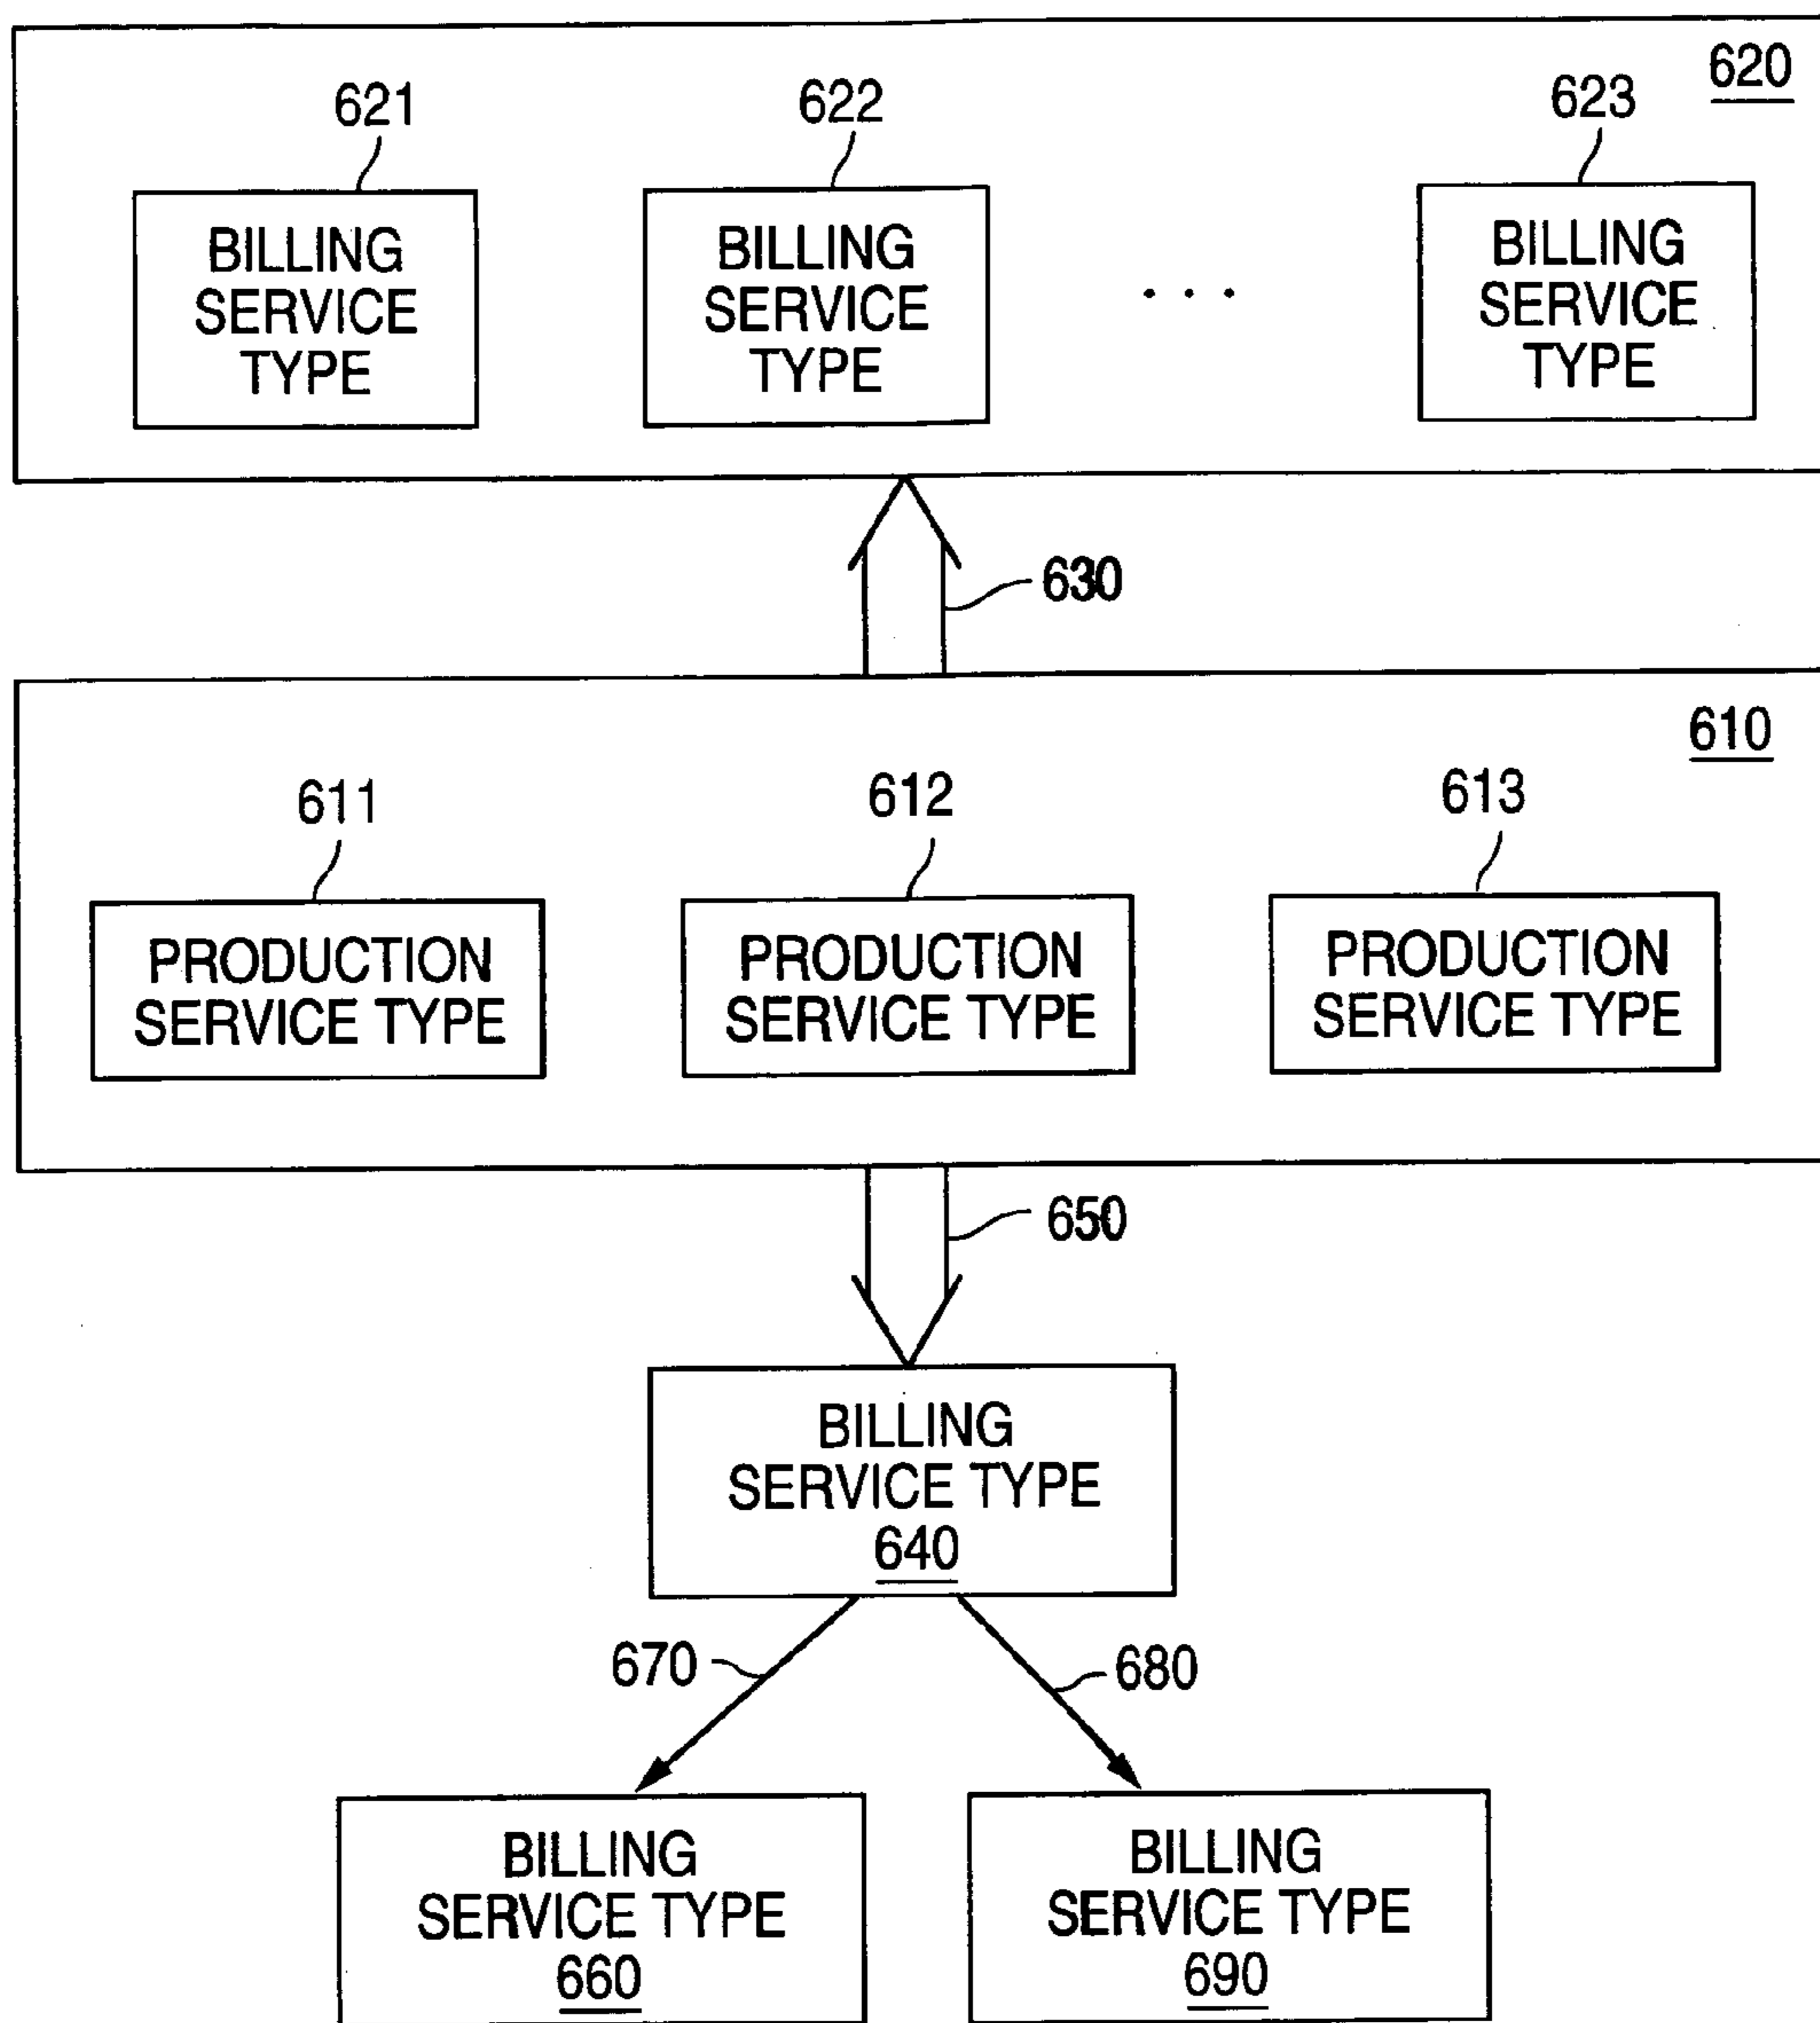 620
621
622
623
BILLING
SERVICE
TYPE
BILLING
SERVICE
TYPE
. . .
BILLING
SERVICE
TYPE
630
610
611
612
613
PRODUCTION
SERVICE TYPE
PRODUCTION
SERVICE TYPE
PRODUCTION
SERVICE TYPE
650
BILLING
SERVICE TYPE
640
670
680
BILLING
SERVICE TYPE
660
BILLING
SERVICE TYPE
690